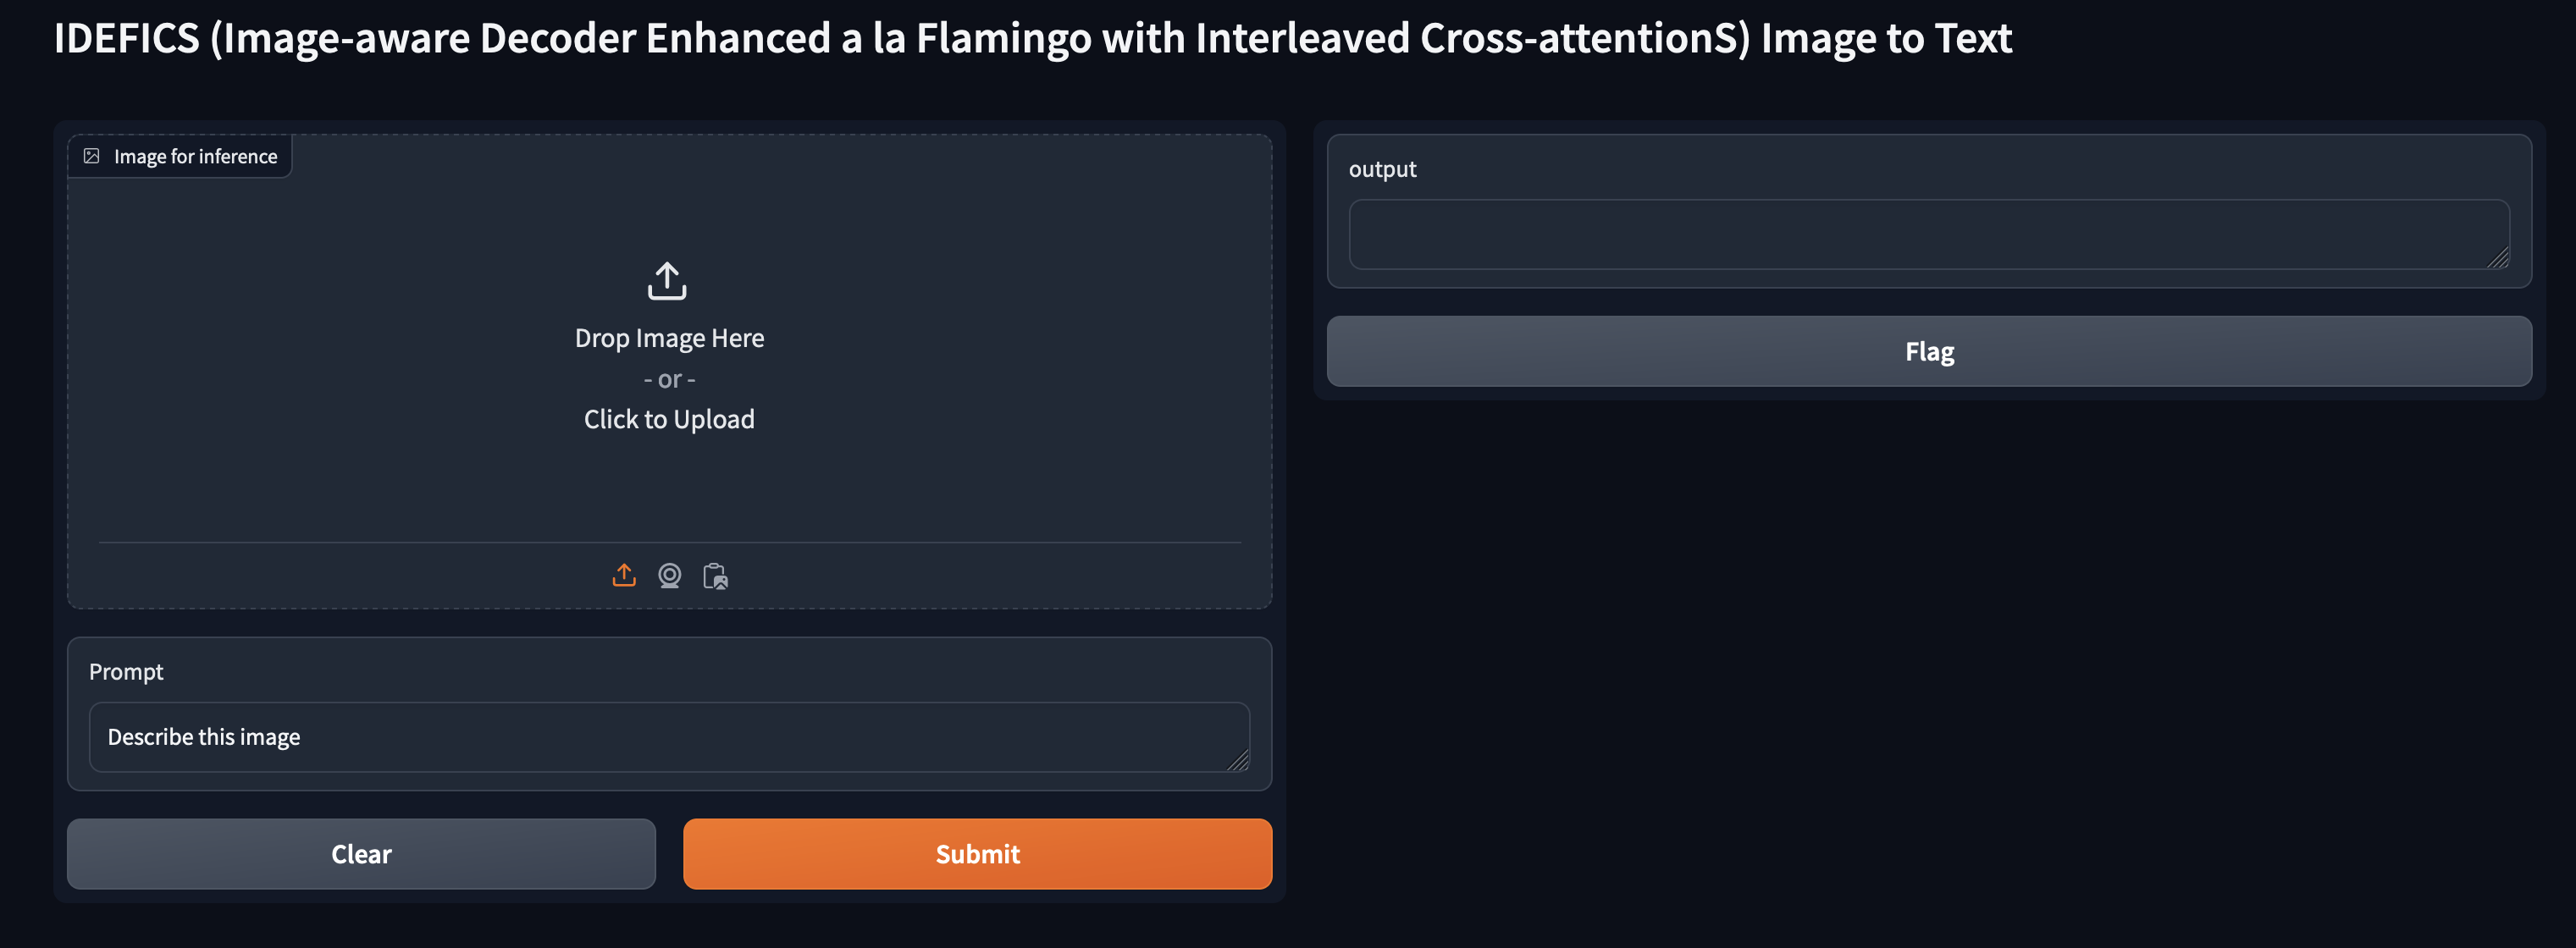 IDEFICS (Image-aware Decoder Enhanced a la Flamingo with Interleaved Cross-attentionS) Image to Text
Image for inference
Drop Image Here
- or -
Click to Upload
Prompt
Describe this image
Clear
Submit
output
Flag